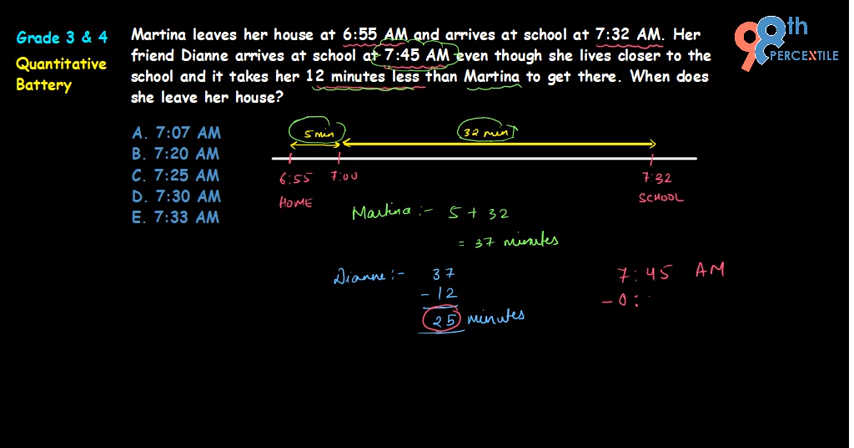 Grade 3 & 4
Quantitative
Battery
Martina leaves her house at 6:55 AM and arrives at school at 7:32 AM. Her
friend Dianne arrives at school at 7:45 AM even though she lives closer to the
school and it takes her 12 minutes less than Martina to get there. When does
she leave her house?
98th
PERCEXTILE
A. 7:07 AM
B. 7:20 AM
C. 7:25 AM
D. 7:30 AM
E. 7:33 AM
5 min
32 min
6:55
7:00
7:32
HOME
SCHOOL
Martina :- 5 + 32
= 37 minutes
Dianne :- 37
- 12
25 minutes
7:45 AM
- 0: